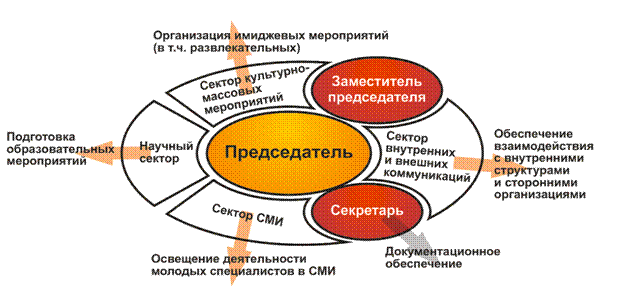 Организация имиджевых мероприятий
(в т.ч. развлекательных)
Сектор культурно-
массовых
мероприятий
Заместитель
председателя
Подготовка
образовательных
мероприятий
Научный
сектор
Председатель
Сектор
внутренних
и внешних
коммуникаций
Обеспечение
взаимодействия
с внутренними
структурами
и сторонними
организациями
Сектор СМИ
Секретарь
Освещение деятельности
молодых специалистов в СМИ
Документационное
обеспечение